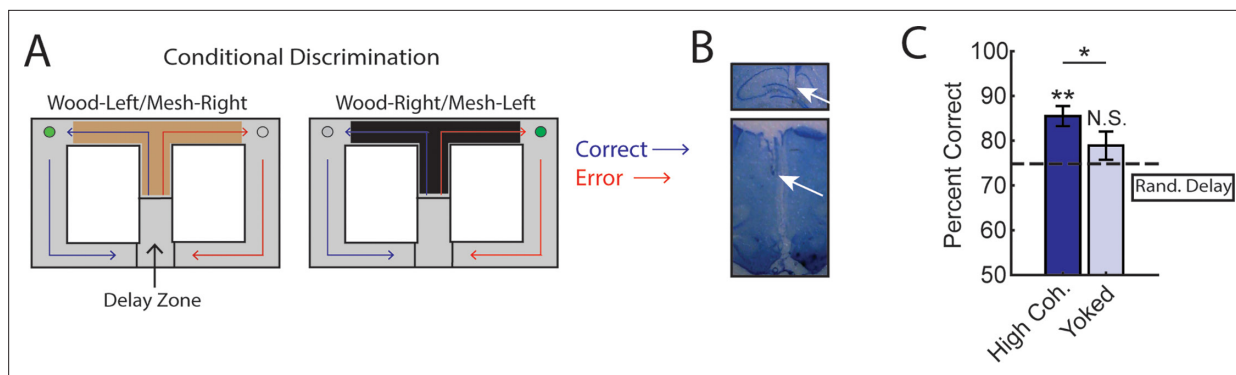 A
Conditional Discrimination
Wood-Left/Mesh-Right
Wood-Right/Mesh-Left
Correct
Error
Delay Zone
B
C
100
90
80
70
60
50
Percent Correct
*
**
N.S.
Rand. Delay
High Coh.
Yoked